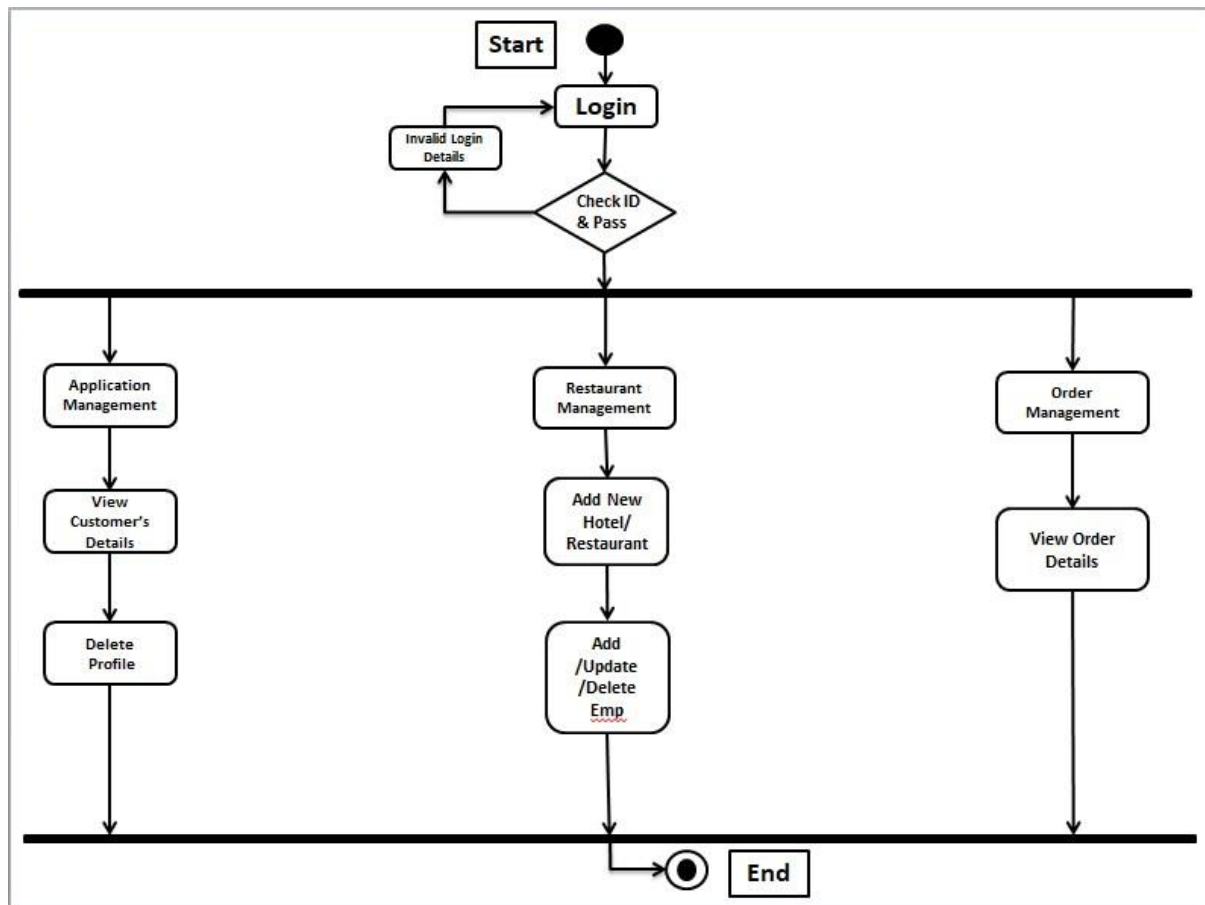 Start
Login
Invalid Login
Details
Check ID
& Pass
Application
Management
Restaurant
Management
Order
Management
View
Customer's
Details
Add New
Hotel/
Restaurant
View Order
Details
Delete
Profile
Add
/Update
/Delete
Emp
End